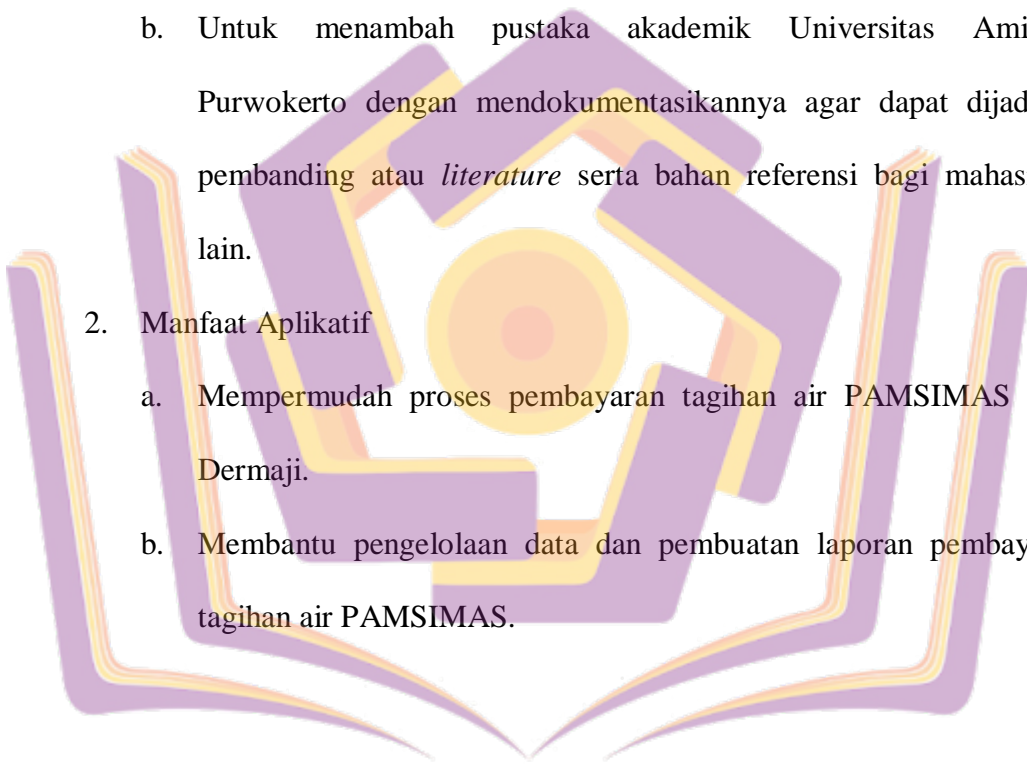 b. Untuk menambah pustaka akademik Universitas Ami
Purwokerto dengan mendokumentasikannya agar dapat dijad
pembanding atau literature serta bahan referensi bagi mahas
lain.
2. Manfaat Aplikatif
a. Mempermudah proses pembayaran tagihan air PAMSIMAS
Dermaji.
b. Membantu pengelolaan data dan pembuatan laporan pembay
tagihan air PAMSIMAS.